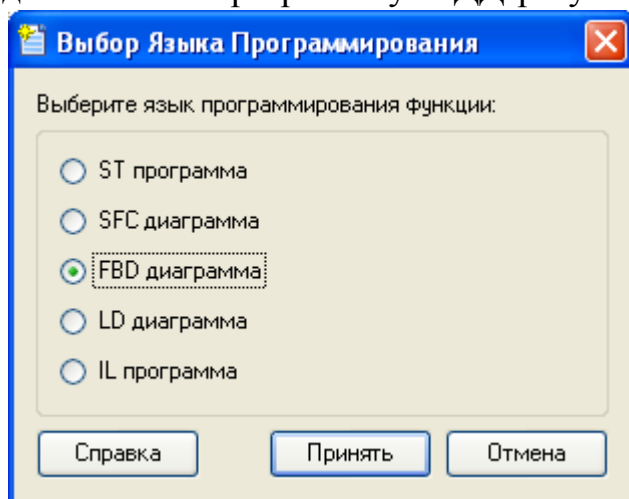 Выбор Языка Программирования
Выберите язык программирования функции:
ST программа
SFC диаграмма
FBD диаграмма
LD диаграмма
IL программа
Справка Принять Отмена